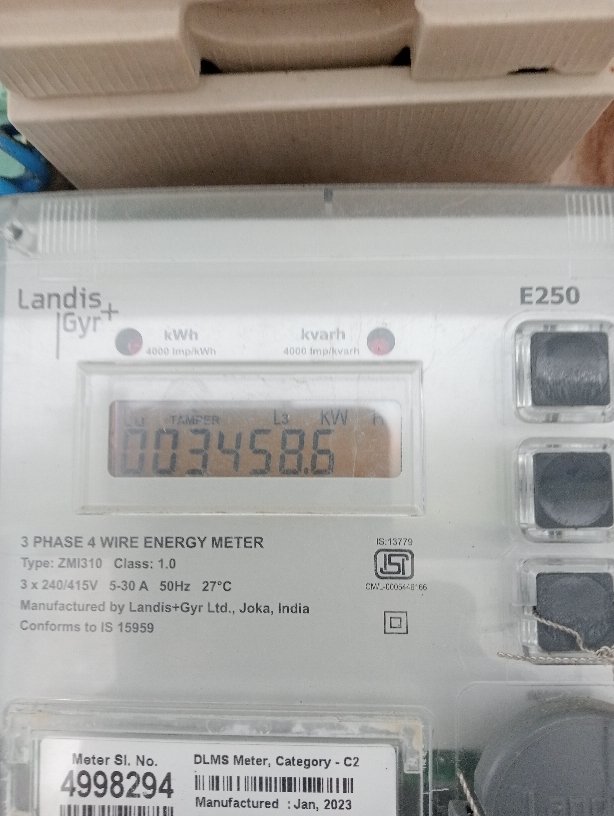 Landis
Gyr+
E250
kWh
4000 Imp/kWh
kvarh
4000 Imp/kvarh
TAMPER L3 KW H
003458.6
3 PHASE 4 WIRE ENERGY METER
Type: ZMI310 Class: 1.0
3 x 240/415V 5-30 A 50Hz 27°C
Manufactured by Landis+Gyr Ltd., Joka, India
Conforms to IS 15959
IS:13779
ISI
Meter Sl. No.
4998294
DLMS Meter, Category - C2
Manufactured : Jan, 2023